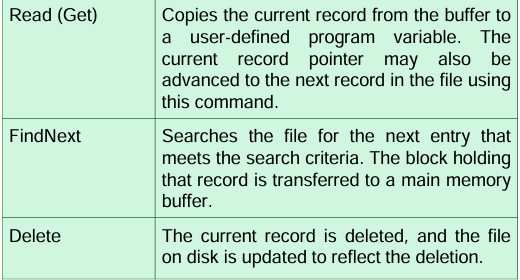 Read (Get)
Copies the current record from the buffer to
a user-defined program variable. The
current record pointer may also be
advanced to the next record in the file using
this command.
FindNext
Searches the file for the next entry that
meets the search criteria. The block holding
that record is transferred to a main memory
buffer.
Delete
The current record is deleted, and the file
on disk is updated to reflect the deletion.